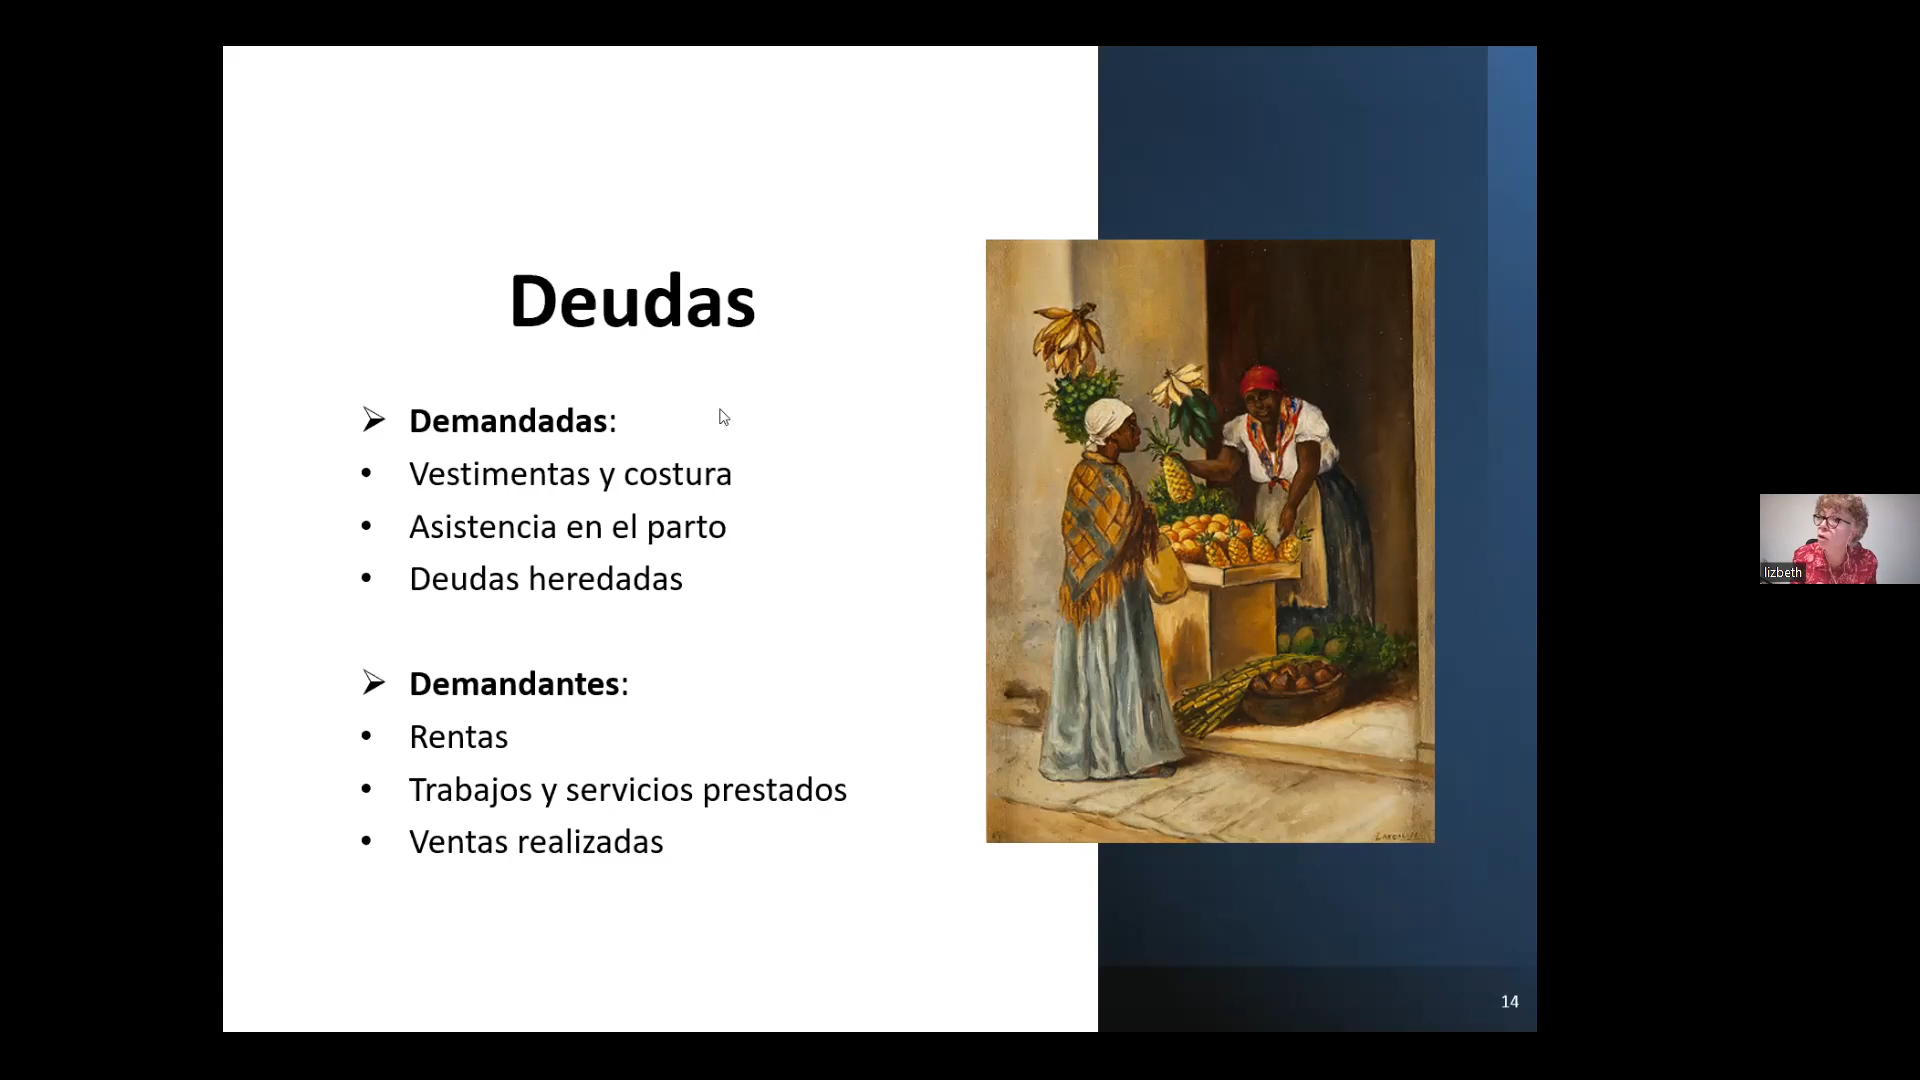 Deudas
➢ Demandadas:
• Vestimentas y costura
• Asistencia en el parto
• Deudas heredadas
➢ Demandantes:
• Rentas
• Trabajos y servicios prestados
• Ventas realizadas
14
lizbeth